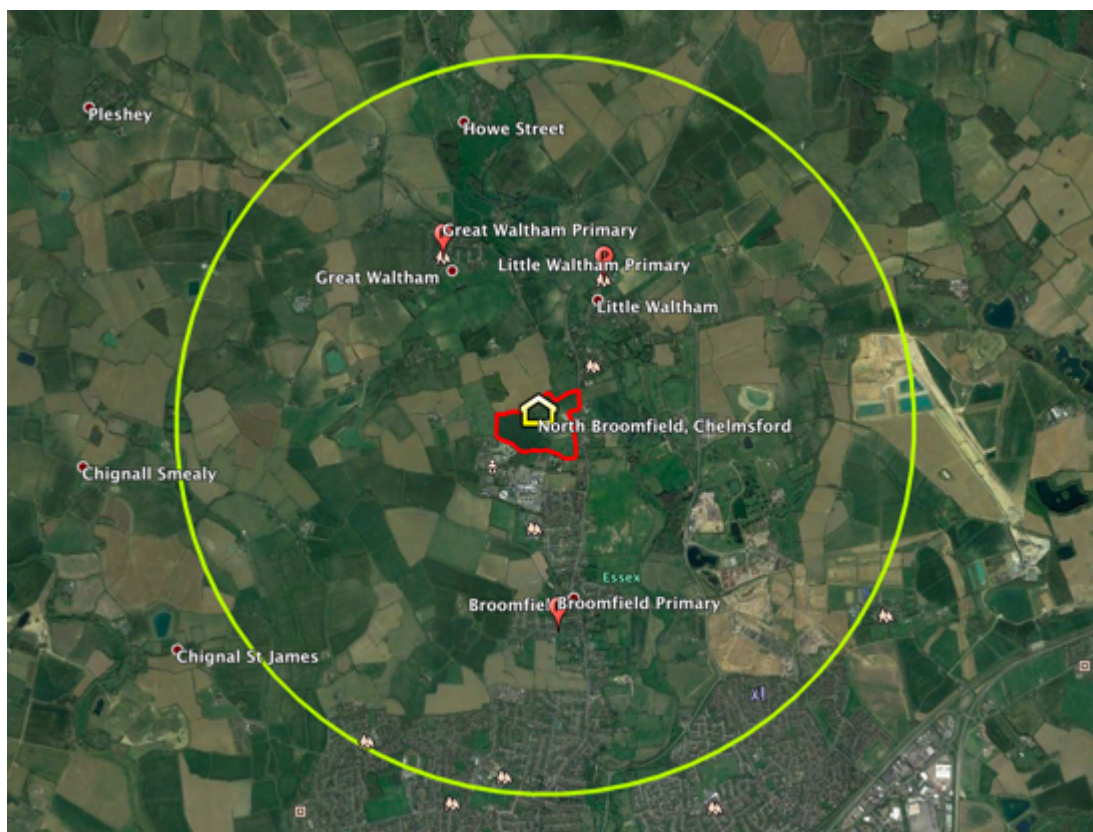 Pleshey
Howe Street
Great Waltham Primary
Little Waltham Primary
Great Waltham
Little Waltham
North Broomfield, Chelmsford
Chignall Smealy
Essex
Broomfiel
Broomfield Primary
Chignal St James